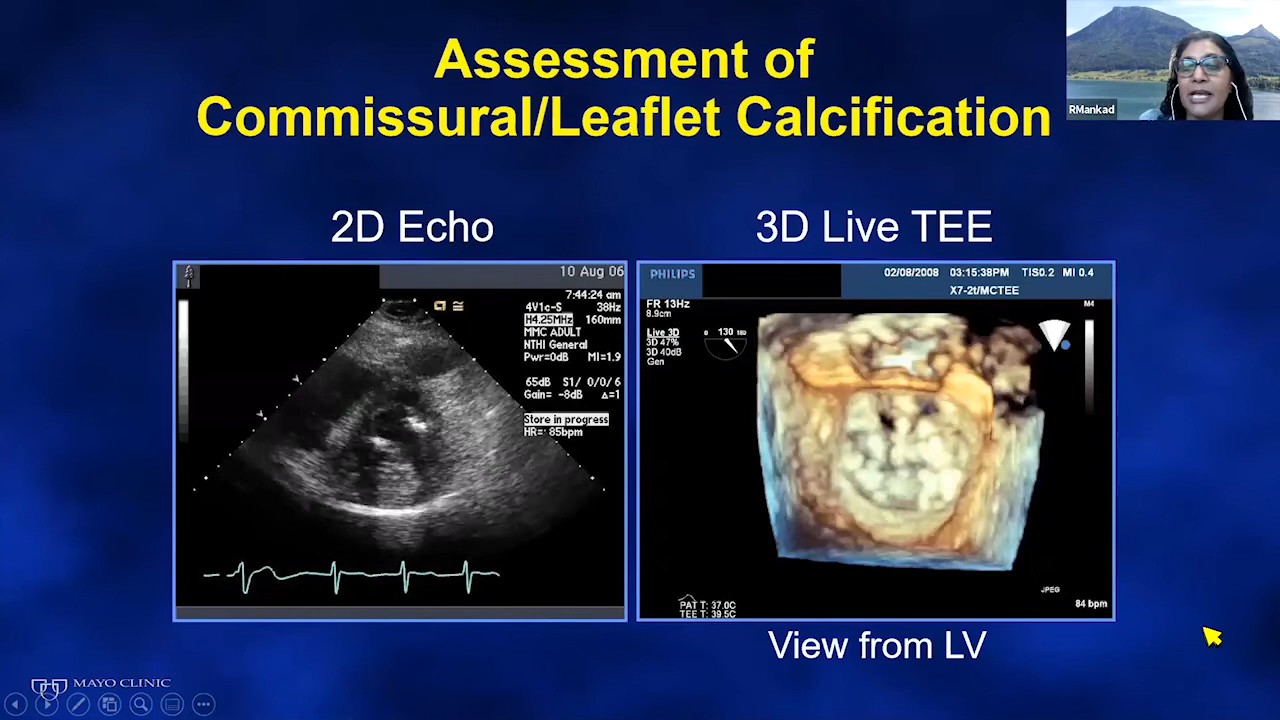 Assessment of
Commissural/Leaflet Calcification
RMankad
2D Echo
3D Live TEE
10 Aug 06
7:44:24 am
4V1c-S 38Hz
H4.25MHz 160mm
MMC ADULT
NTHI General
Pwr=0dB MI=1.9
65dB S1/ 0/0/6
Gain= -8dB Δ=1
Store in progress
HR= 85bpm
PHILIPS
02/08/2008 03:15:38PM TIS0.2 MI 0.4
X7-2t/MCTEE
FR 13Hz
8.9cm
Live 3D
3D 47%
3D 40dB
Gen
0 130 180
M4
JPEG
PAT T: 37.0C
TEE T: 39.5C
84 bpm
View from LV
MAYO CLINIC